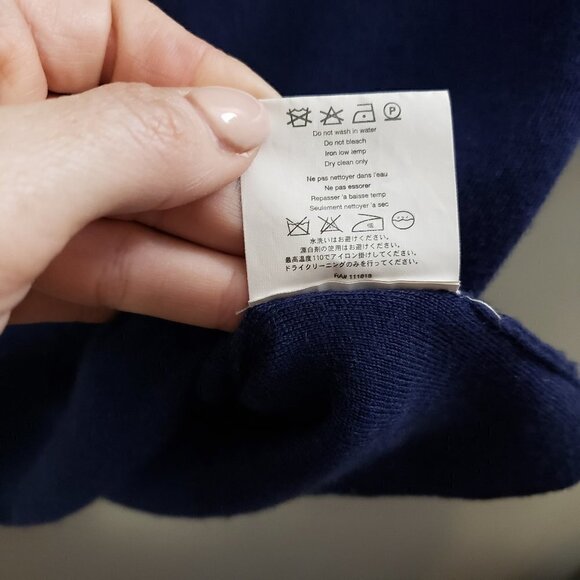 P
Do not wash in water
Do not bleach
Iron low temp
Dry clean only
Ne pas nettoyer dans l'eau
Ne pas essorer
Repasser 'a baisse temp
Seulement nettoyer 'a sec
水洗いはお避けください。
漂白剤の使用はお避けください。
最高温度110でアイロン掛けしてください。
ドライクリーニングのみを行ってください。